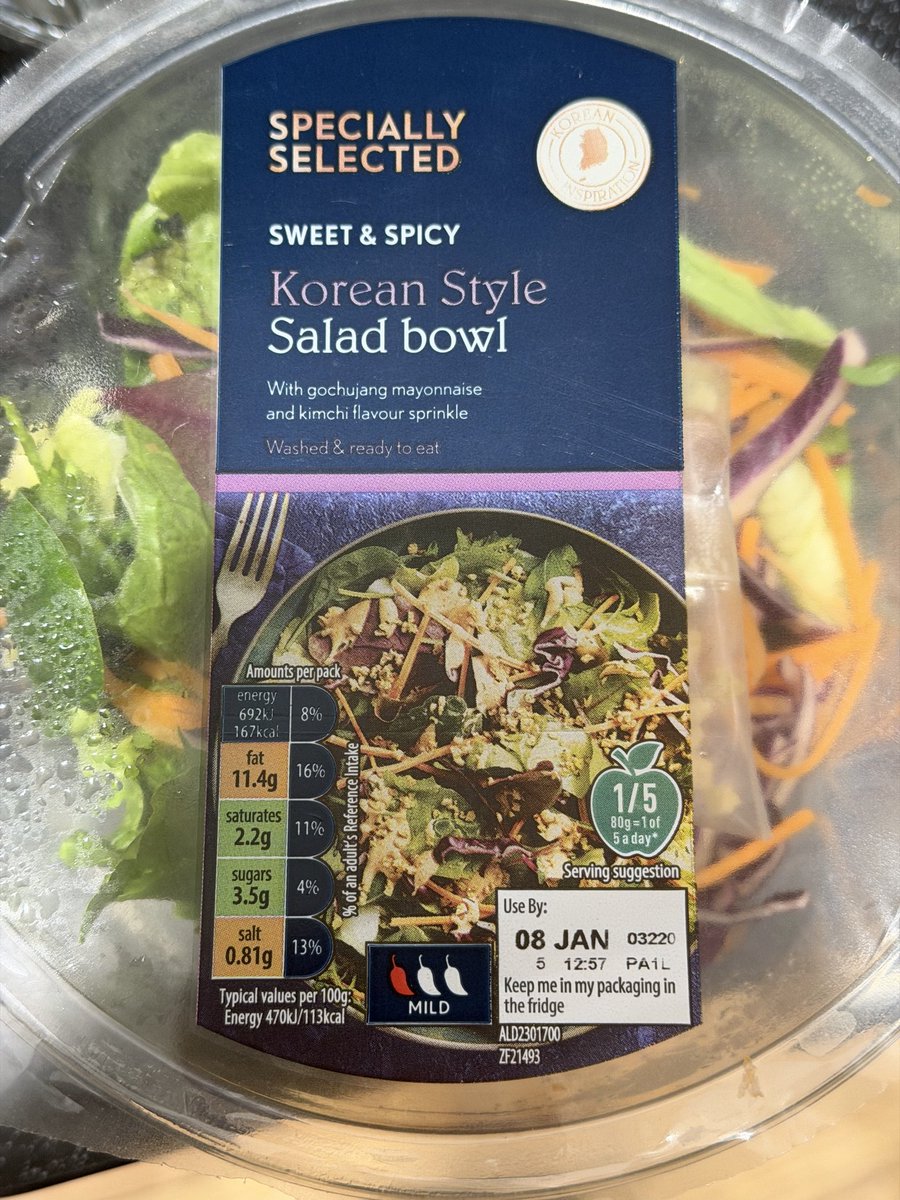 SPECIALLY
SELECTED
KOREAN
INSPIRATION
SWEET & SPICY
Korean Style
Salad bowl
With gochujang mayonnaise
and kimchi flavour sprinkle
Washed & ready to eat
Amounts per pack
energy
692kJ
167kcal
8%
fat
11.4g
16%
saturates
2.2g
11%
sugars
3.5g
4%
salt
0.81g
13%
% of an adult's Reference Intake
Typical values per 100g:
Energy 470kJ/113kcal
MILD
1/5
80g=1 of
5 a day*
Serving suggestion
Use By:
08 JAN 03220
5 12:57 PA1L
Keep me in my packaging in
the fridge
ALD2301700
ZF21493